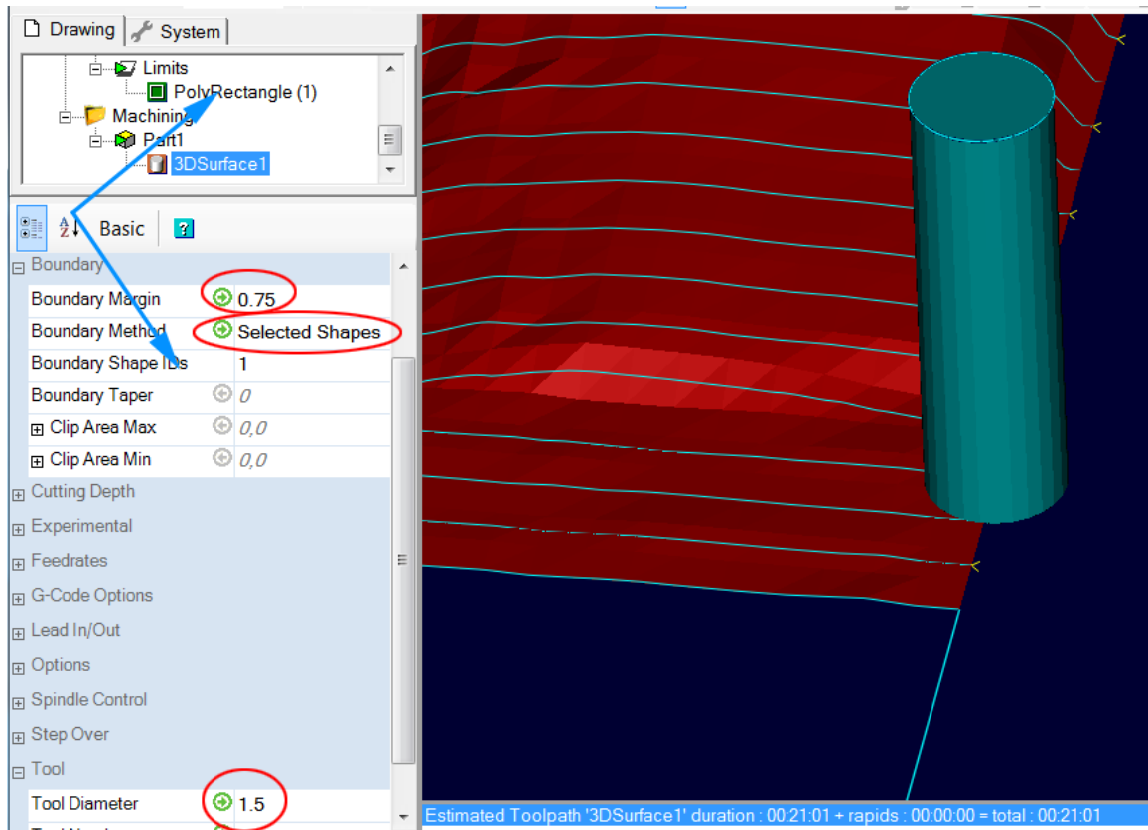 Drawing System
Limits
PolyRectangle (1)
Machining
Part1
3DSurface1
Basic
Boundary
Boundary Margin 0.75
Boundary Method Selected Shapes
Boundary Shape IDs 1
Boundary Taper 0
Clip Area Max 0,0
Clip Area Min 0,0
Cutting Depth
Experimental
Feedrates
G-Code Options
Lead In/Out
Options
Spindle Control
Step Over
Tool
Tool Diameter 1.5
Estimated Toolpath '3DSurface1' duration : 00:21:01 + rapids : 00:00:00 = total : 00:21:01